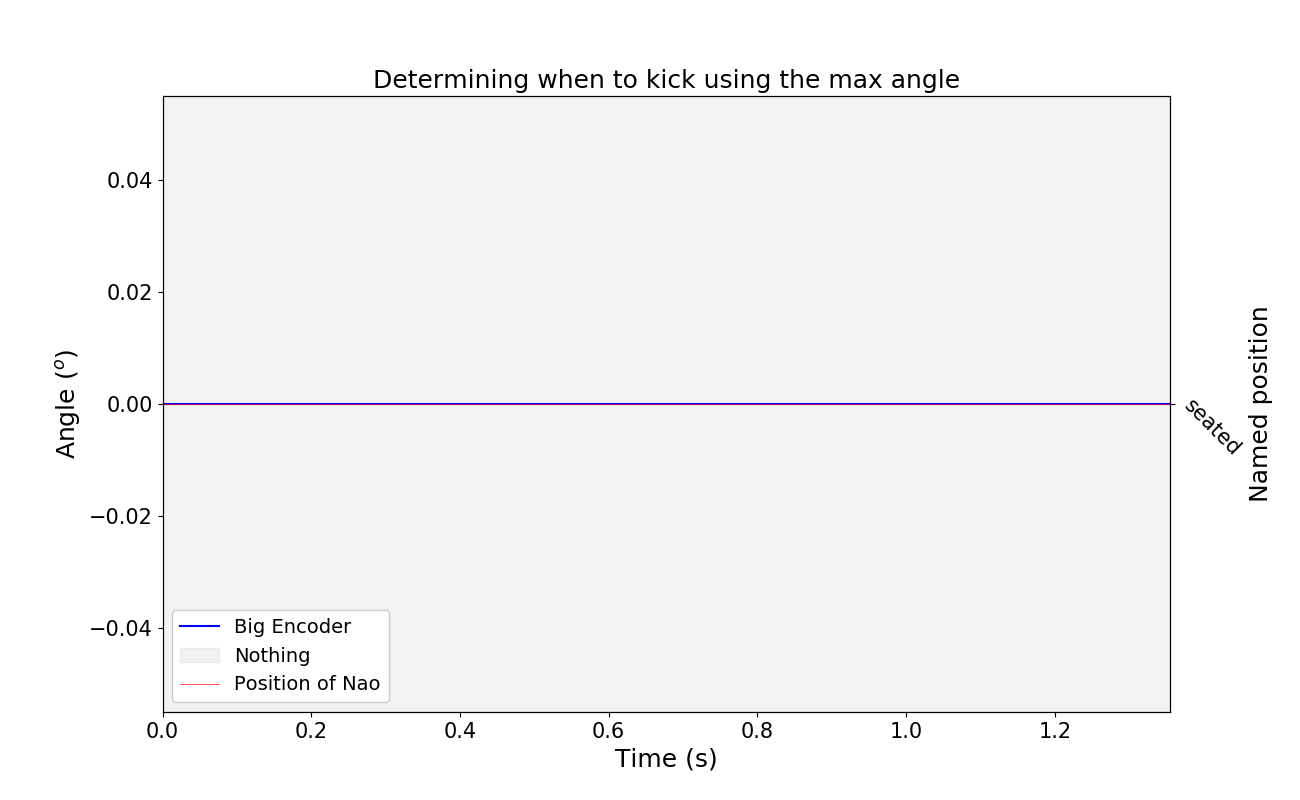 Determining when to kick using the max angle
Angle (°)
0.04
0.02
0.00
−0.02
−0.04
Big Encoder
Nothing
Position of Nao
0.0 0.2 0.4 0.6 0.8 1.0 1.2
Time (s)
seated
Named position